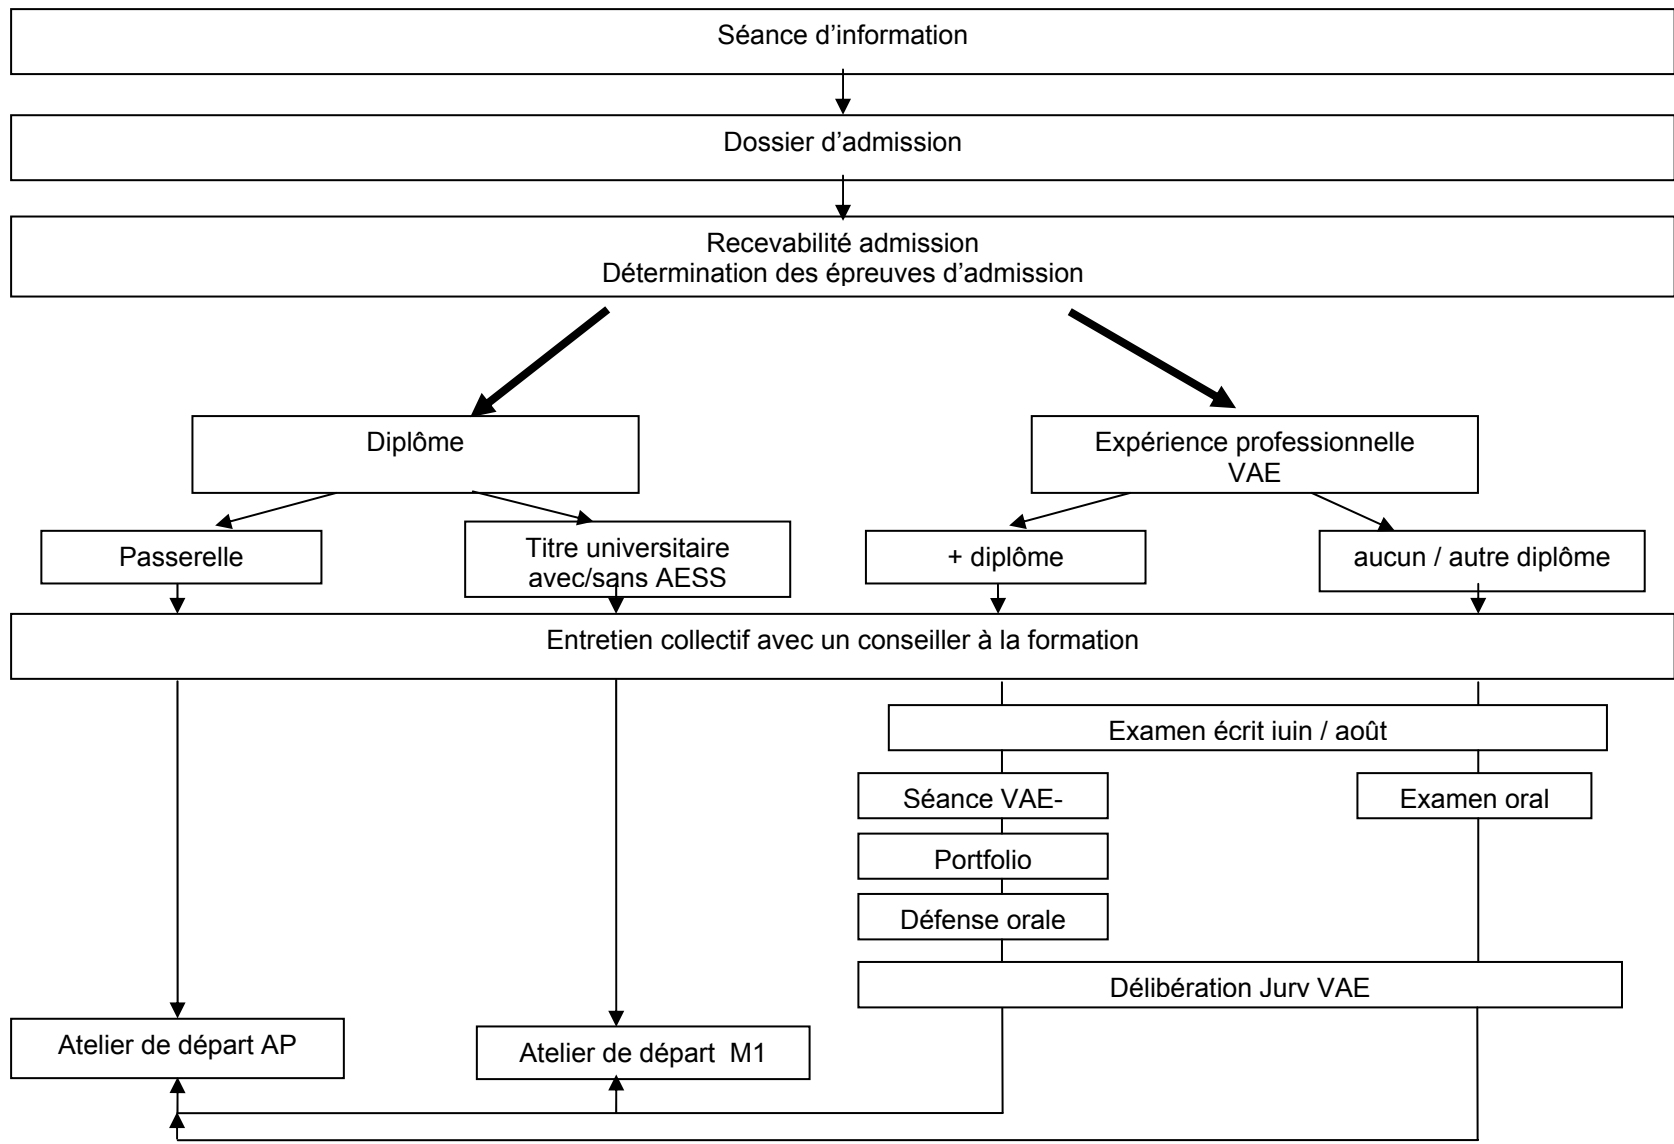 Séance d’information
Dossier d’admission
Recevabilité admission
Détermination des épreuves d’admission
Diplôme
Expérience professionnelle
VAE
Passerelle
Titre universitaire
avec/sans AESS
+ diplôme
aucun / autre diplôme
Entretien collectif avec un conseiller à la formation
Examen écrit iuin / août
Séance VAE-
Examen oral
Portfolio
Défense orale
Délibération Jurv VAE
Atelier de départ AP
Atelier de départ  M1